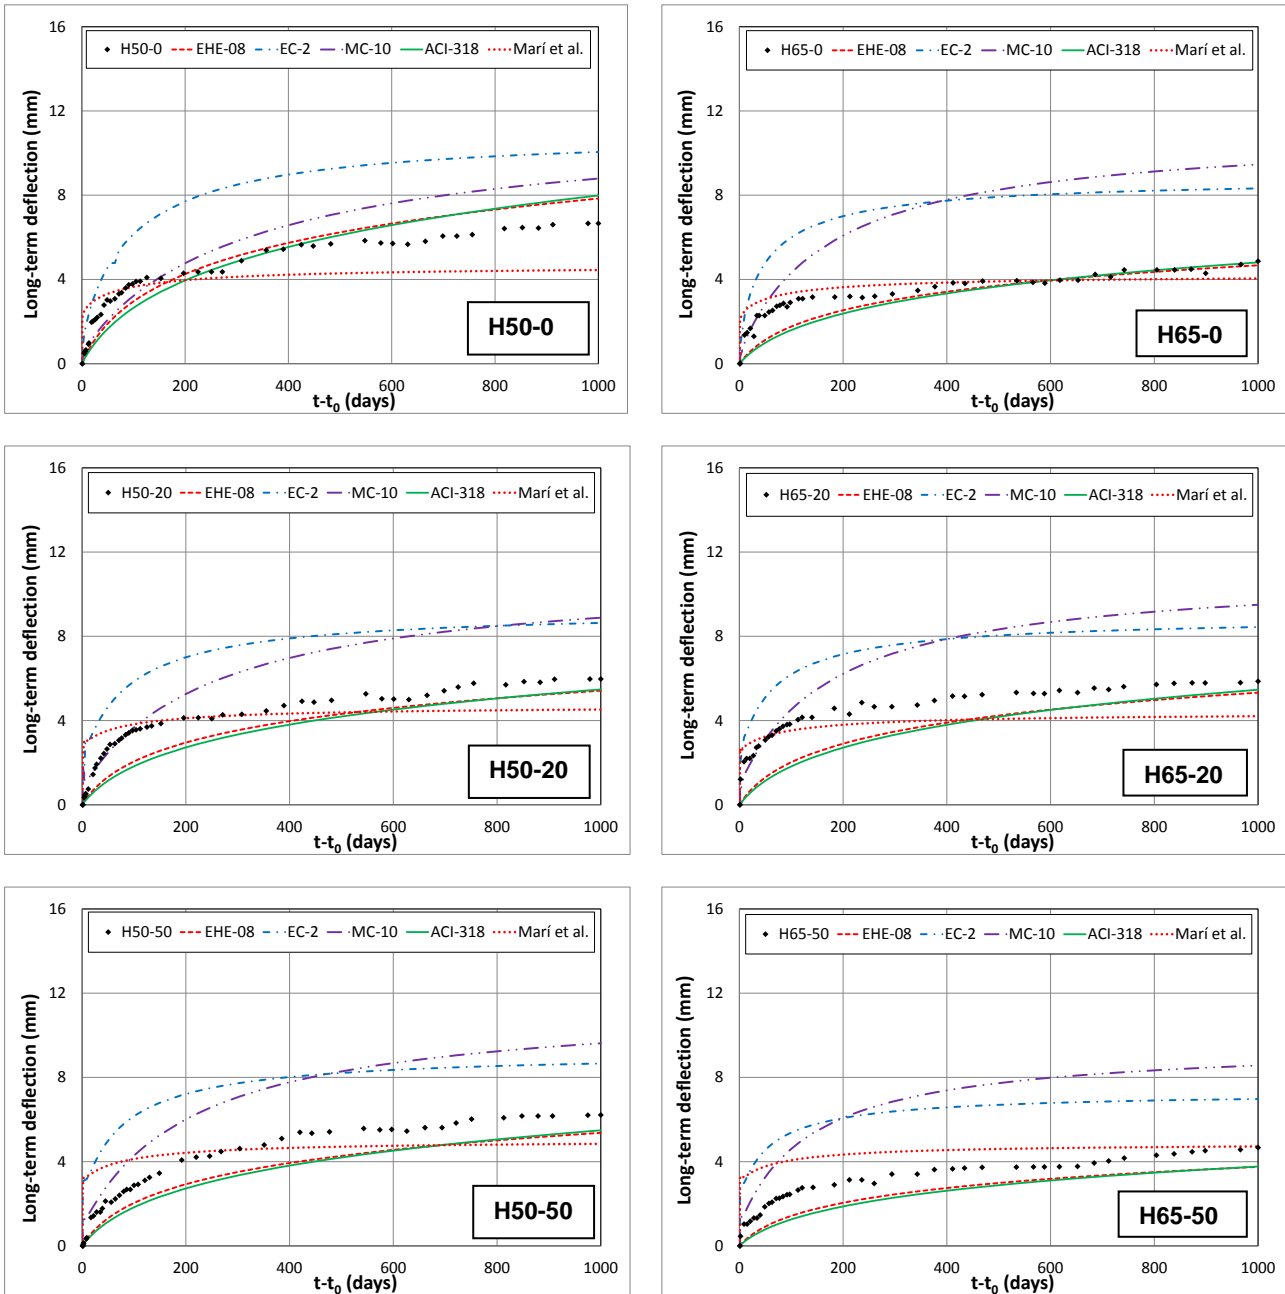 16
H50-0 EHE-08 EC-2 MC-10 ACI-318 Marí et al.
12
8
4
0
Long-term deflection (mm)
H50-0
0 200 400 600 800 1000
t-t0 (days)
16
H65-0 EHE-08 EC-2 MC-10 ACI-318 Marí et al.
12
8
4
0
Long-term deflection (mm)
H65-0
0 200 400 600 800 1000
t-t0 (days)
16
H50-20 EHE-08 EC-2 MC-10 ACI-318 Marí et al.
12
8
4
0
Long-term deflection (mm)
H50-20
0 200 400 600 800 1000
t-t0 (days)
16
H65-20 EHE-08 EC-2 MC-10 ACI-318 Marí et al.
12
8
4
0
Long-term deflection (mm)
H65-20
0 200 400 600 800 1000
t-t0 (days)
16
H50-50 EHE-08 EC-2 MC-10 ACI-318 Marí et al.
12
8
4
0
Long-term deflection (mm)
H50-50
0 200 400 600 800 1000
t-t0 (days)
16
H65-50 EHE-08 EC-2 MC-10 ACI-318 Marí et al.
12
8
4
0
Long-term deflection (mm)
H65-50
0 200 400 600 800 1000
t-t0 (days)